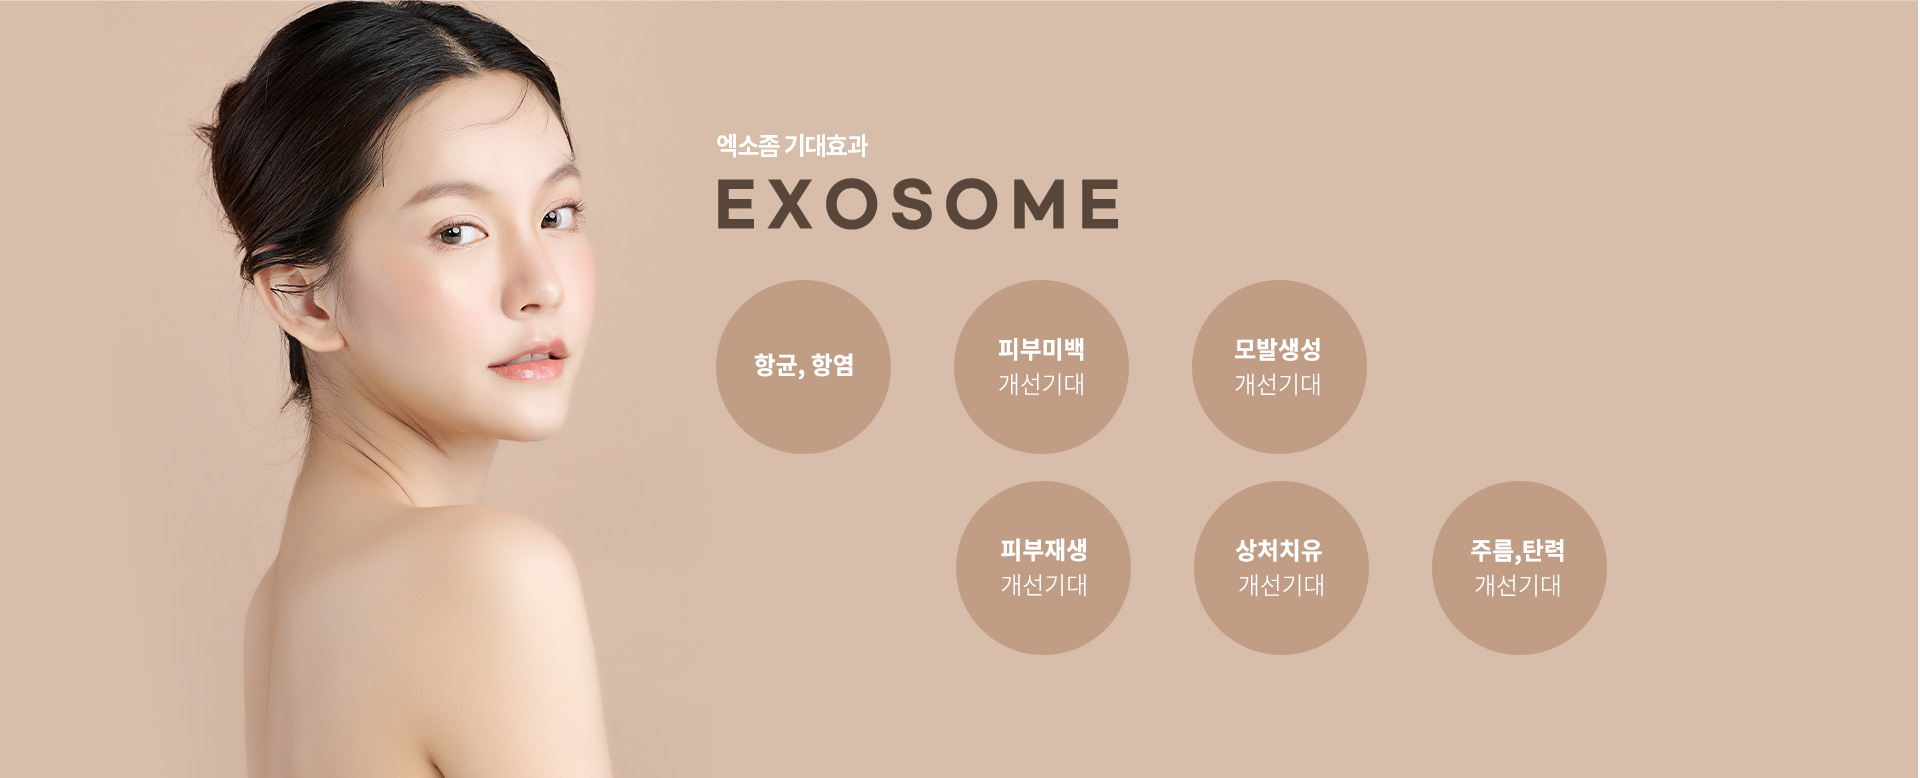 엑소좀 기대효과
EXOSOME
항균, 항염
피부미백
개선기대
모발생성
개선기대
피부재생
개선기대
상처치유
개선기대
주름,탄력
개선기대